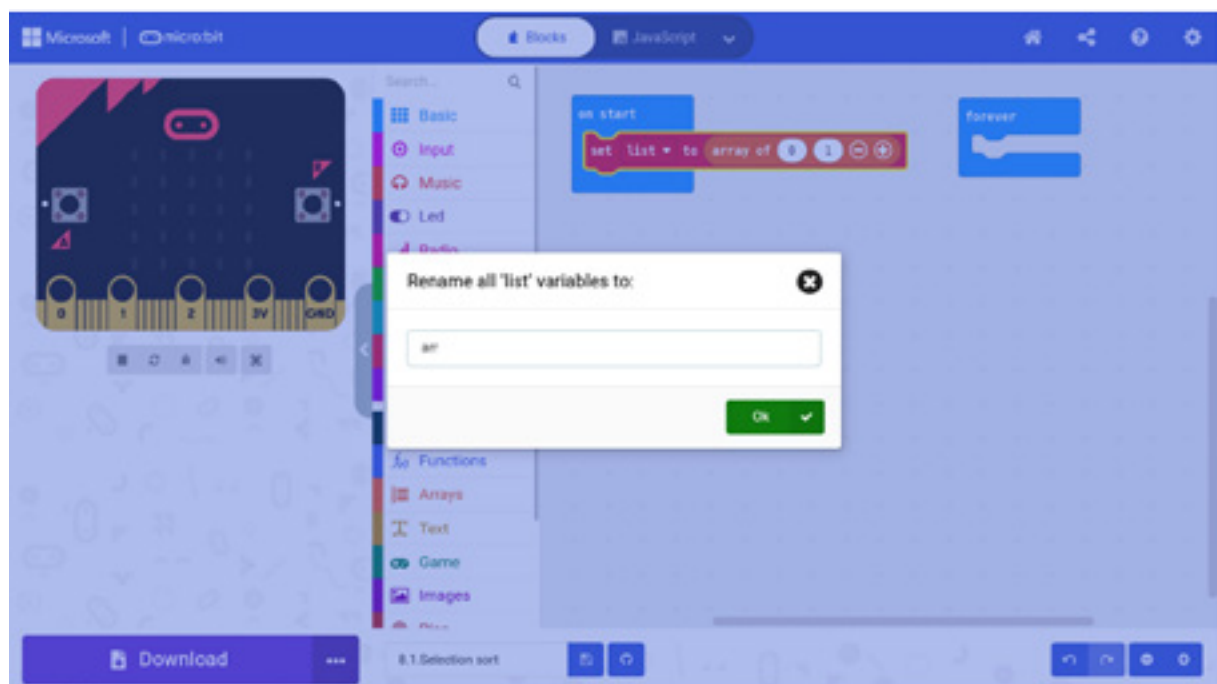 Microsoft | micro:bit
Blocks
JavaScript
Search...
Basic
Input
Music
Led
Radio
on start
set list to array of 0 1
forever
0 1 2 3V GND
Rename all 'list' variables to:
arr
Ok
Functions
Arrays
Text
Game
Images
Download
8.1.Selection sort